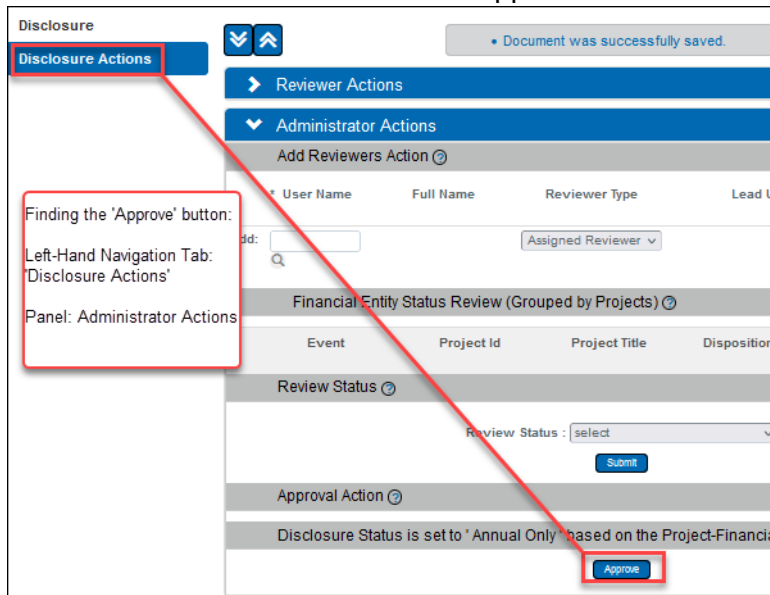 Disclosure
Disclosure Actions
• Document was successfully saved.
Reviewer Actions
Administrator Actions
Add Reviewers Action
* User Name Full Name Reviewer Type Lead
dd: Assigned Reviewer
Finding the 'Approve' button:
Left-Hand Navigation Tab:
'Disclosure Actions'
Panel: Administrator Actions
Financial Entity Status Review (Grouped by Projects)
Event Project Id Project Title Disposition
Review Status
Review Status : select
Submit
Approval Action
Disclosure Status is set to ' Annual Only ' based on the Project-Financia
Approve